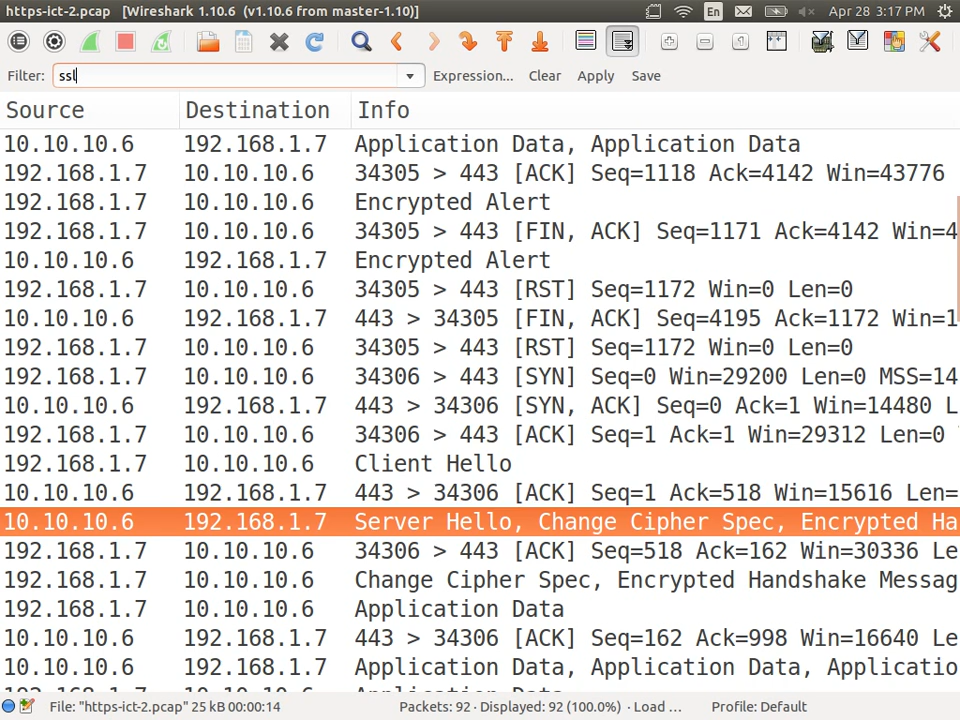 https-ict-2.pcap [Wireshark 1.10.6 (v1.10.6 from master-1.10)] En Apr 28 3:17 PM
Filter: ssl Expression... Clear Apply Save
Source Destination Info
10.10.10.6 192.168.1.7 Application Data, Application Data
192.168.1.7 10.10.10.6 34305 > 443 [ACK] Seq=1118 Ack=4142 Win=43776
192.168.1.7 10.10.10.6 Encrypted Alert
192.168.1.7 10.10.10.6 34305 > 443 [FIN, ACK] Seq=1171 Ack=4142 Win=4
10.10.10.6 192.168.1.7 Encrypted Alert
192.168.1.7 10.10.10.6 34305 > 443 [RST] Seq=1172 Win=0 Len=0
10.10.10.6 192.168.1.7 443 > 34305 [FIN, ACK] Seq=4195 Ack=1172 Win=1
192.168.1.7 10.10.10.6 34305 > 443 [RST] Seq=1172 Win=0 Len=0
192.168.1.7 10.10.10.6 34306 > 443 [SYN] Seq=0 Win=29200 Len=0 MSS=14
10.10.10.6 192.168.1.7 443 > 34306 [SYN, ACK] Seq=0 Ack=1 Win=14480 L
192.168.1.7 10.10.10.6 34306 > 443 [ACK] Seq=1 Ack=1 Win=29312 Len=0
192.168.1.7 10.10.10.6 Client Hello
10.10.10.6 192.168.1.7 443 > 34306 [ACK] Seq=1 Ack=518 Win=15616 Len=
10.10.10.6 192.168.1.7 Server Hello, Change Cipher Spec, Encrypted Ha
192.168.1.7 10.10.10.6 34306 > 443 [ACK] Seq=518 Ack=162 Win=30336 Le
192.168.1.7 10.10.10.6 Change Cipher Spec, Encrypted Handshake Messag
192.168.1.7 10.10.10.6 Application Data
10.10.10.6 192.168.1.7 443 > 34306 [ACK] Seq=162 Ack=998 Win=16640 Le
10.10.10.6 192.168.1.7 Application Data, Application Data, Applicatio
File: "https-ict-2.pcap" 25 kB 00:00:14 Packets: 92 · Displayed: 92 (100.0%) · Load ... Profile: Default